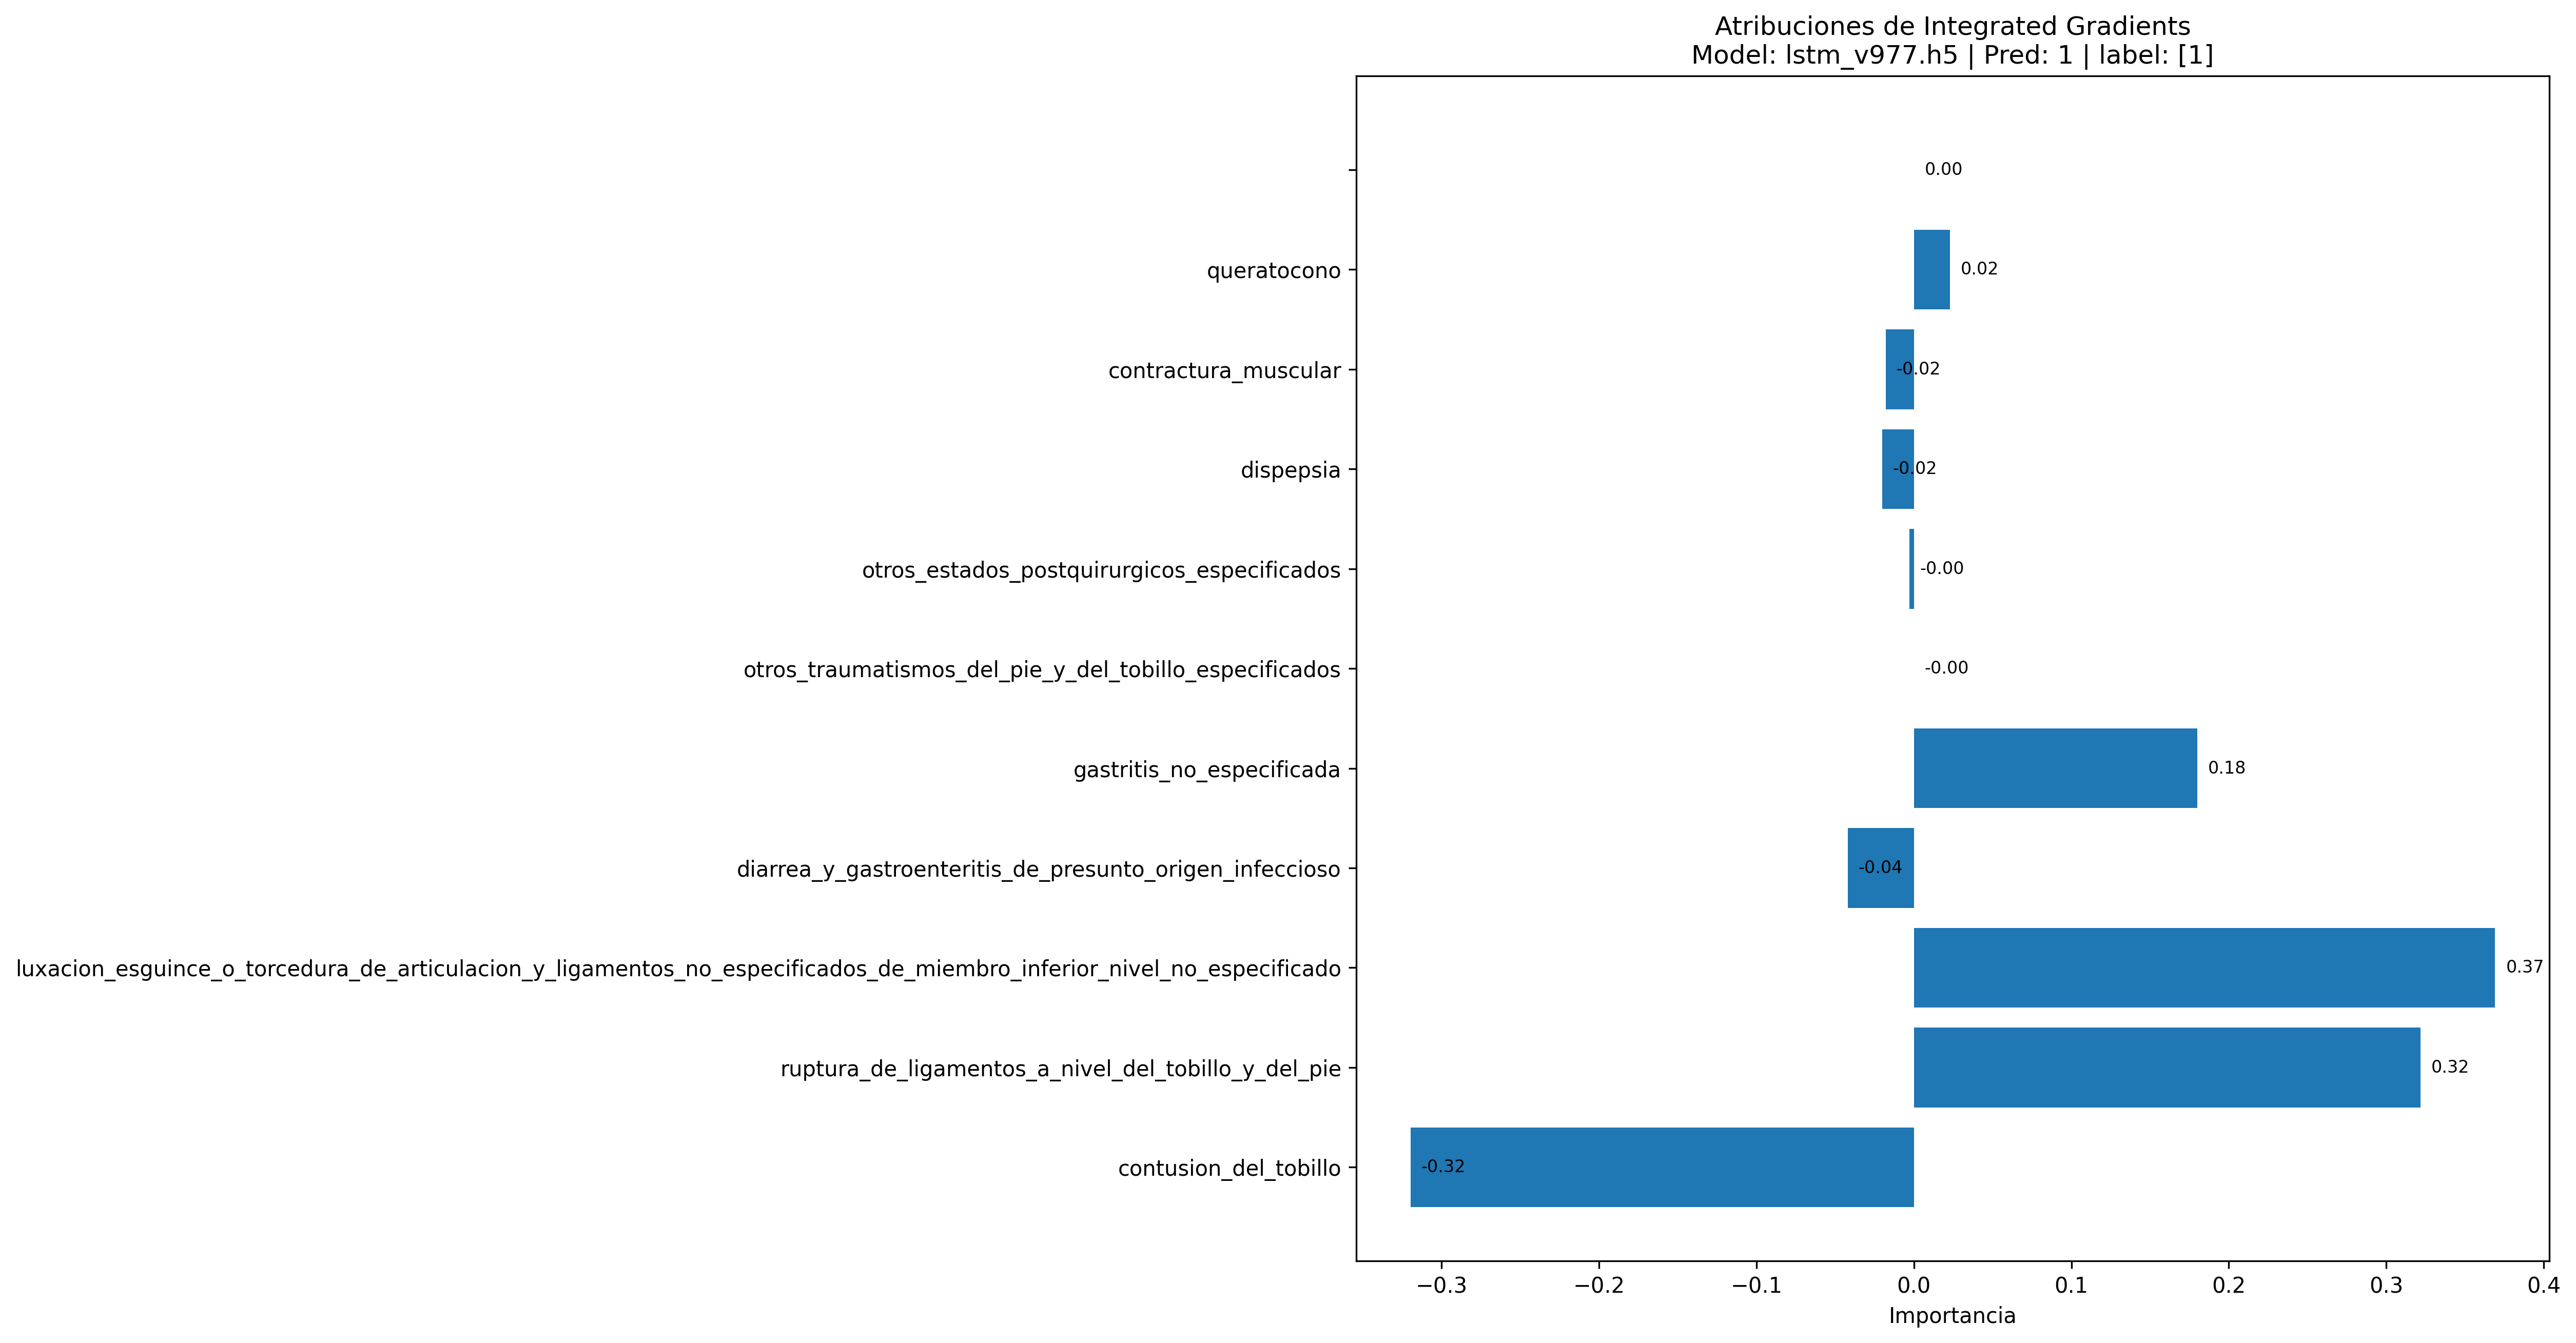 Atribuciones de Integrated Gradients
Model: lstm_v977.h5 | Pred: 1 | label: [1]
0.00
queratocono 0.02
contractura_muscular -0.02
dispepsia -0.02
otros_estados_postquirurgicos_especificados -0.00
otros_traumatismos_del_pie_y_del_tobillo_especificados -0.00
gastritis_no_especificada 0.18
diarrea_y_gastroenteritis_de_presunto_origen_infeccioso -0.04
luxacion_esguince_o_torcedura_de_articulacion_y_ligamentos_no_especificados_de_miembro_inferior_nivel_no_especificado 0.37
ruptura_de_ligamentos_a_nivel_del_tobillo_y_del_pie 0.32
contusion_del_tobillo -0.32
−0.3 −0.2 −0.1 0.0 0.1 0.2 0.3 0.4
Importancia